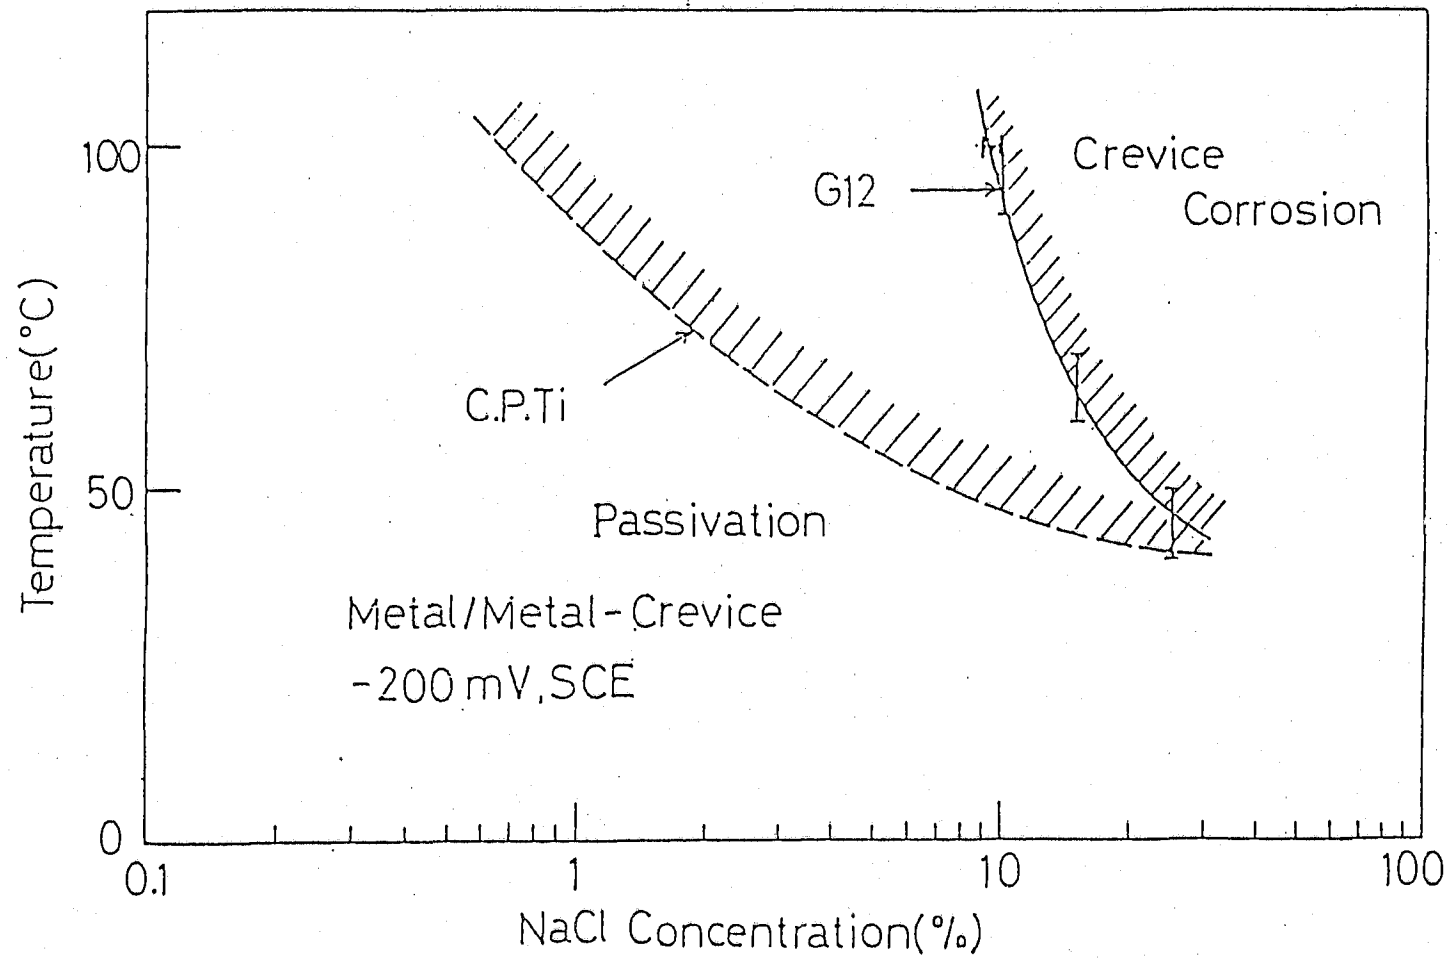 100
50
0
Temperature(°C)
Crevice
Corrosion
G12
C.P.Ti
Passivation
Metal/Metal-Crevice
-200 mV, SCE
0.1
1
10
100
NaCl Concentration(%)